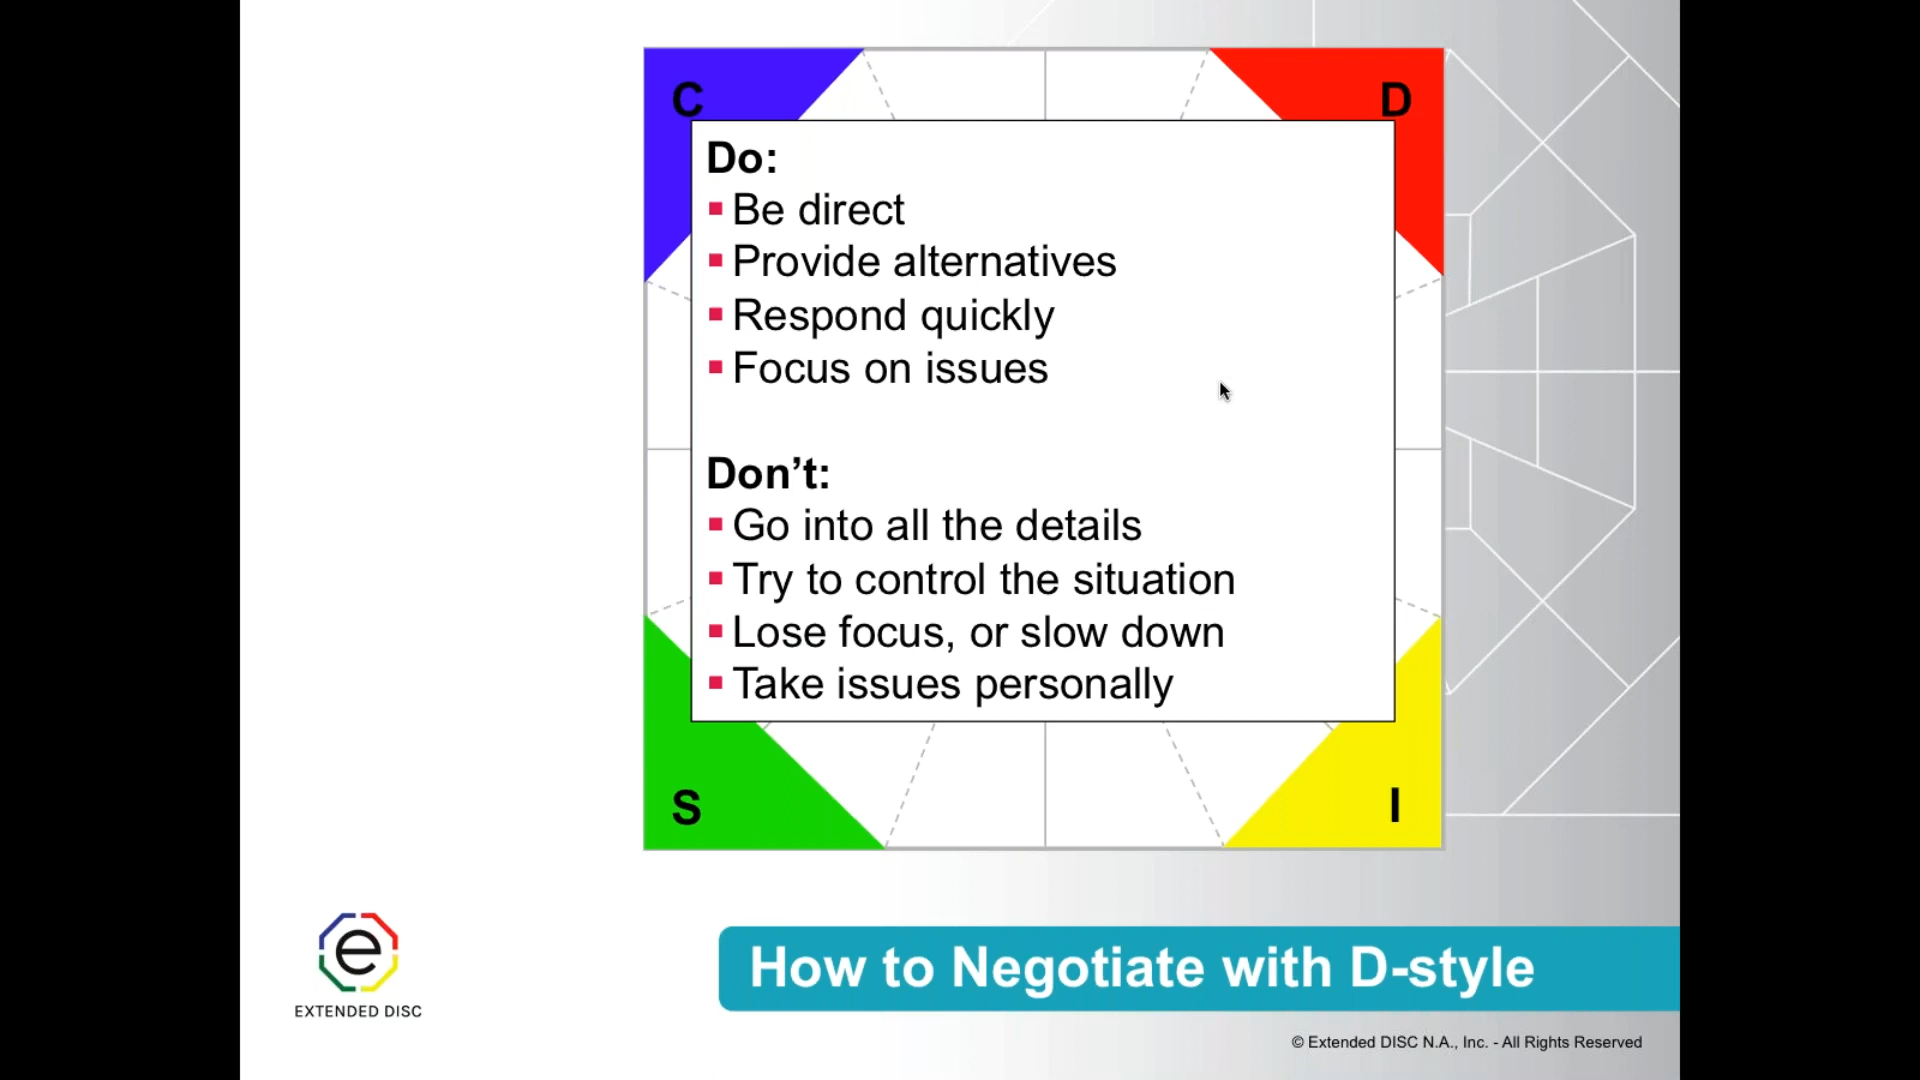 C
D
Do:
Be direct
Provide alternatives
Respond quickly
Focus on issues
Don’t:
Go into all the details
Try to control the situation
Lose focus, or slow down
Take issues personally
S
I
e
EXTENDED DISC
How to Negotiate with D-style
© Extended DISC N.A., Inc. - All Rights Reserved